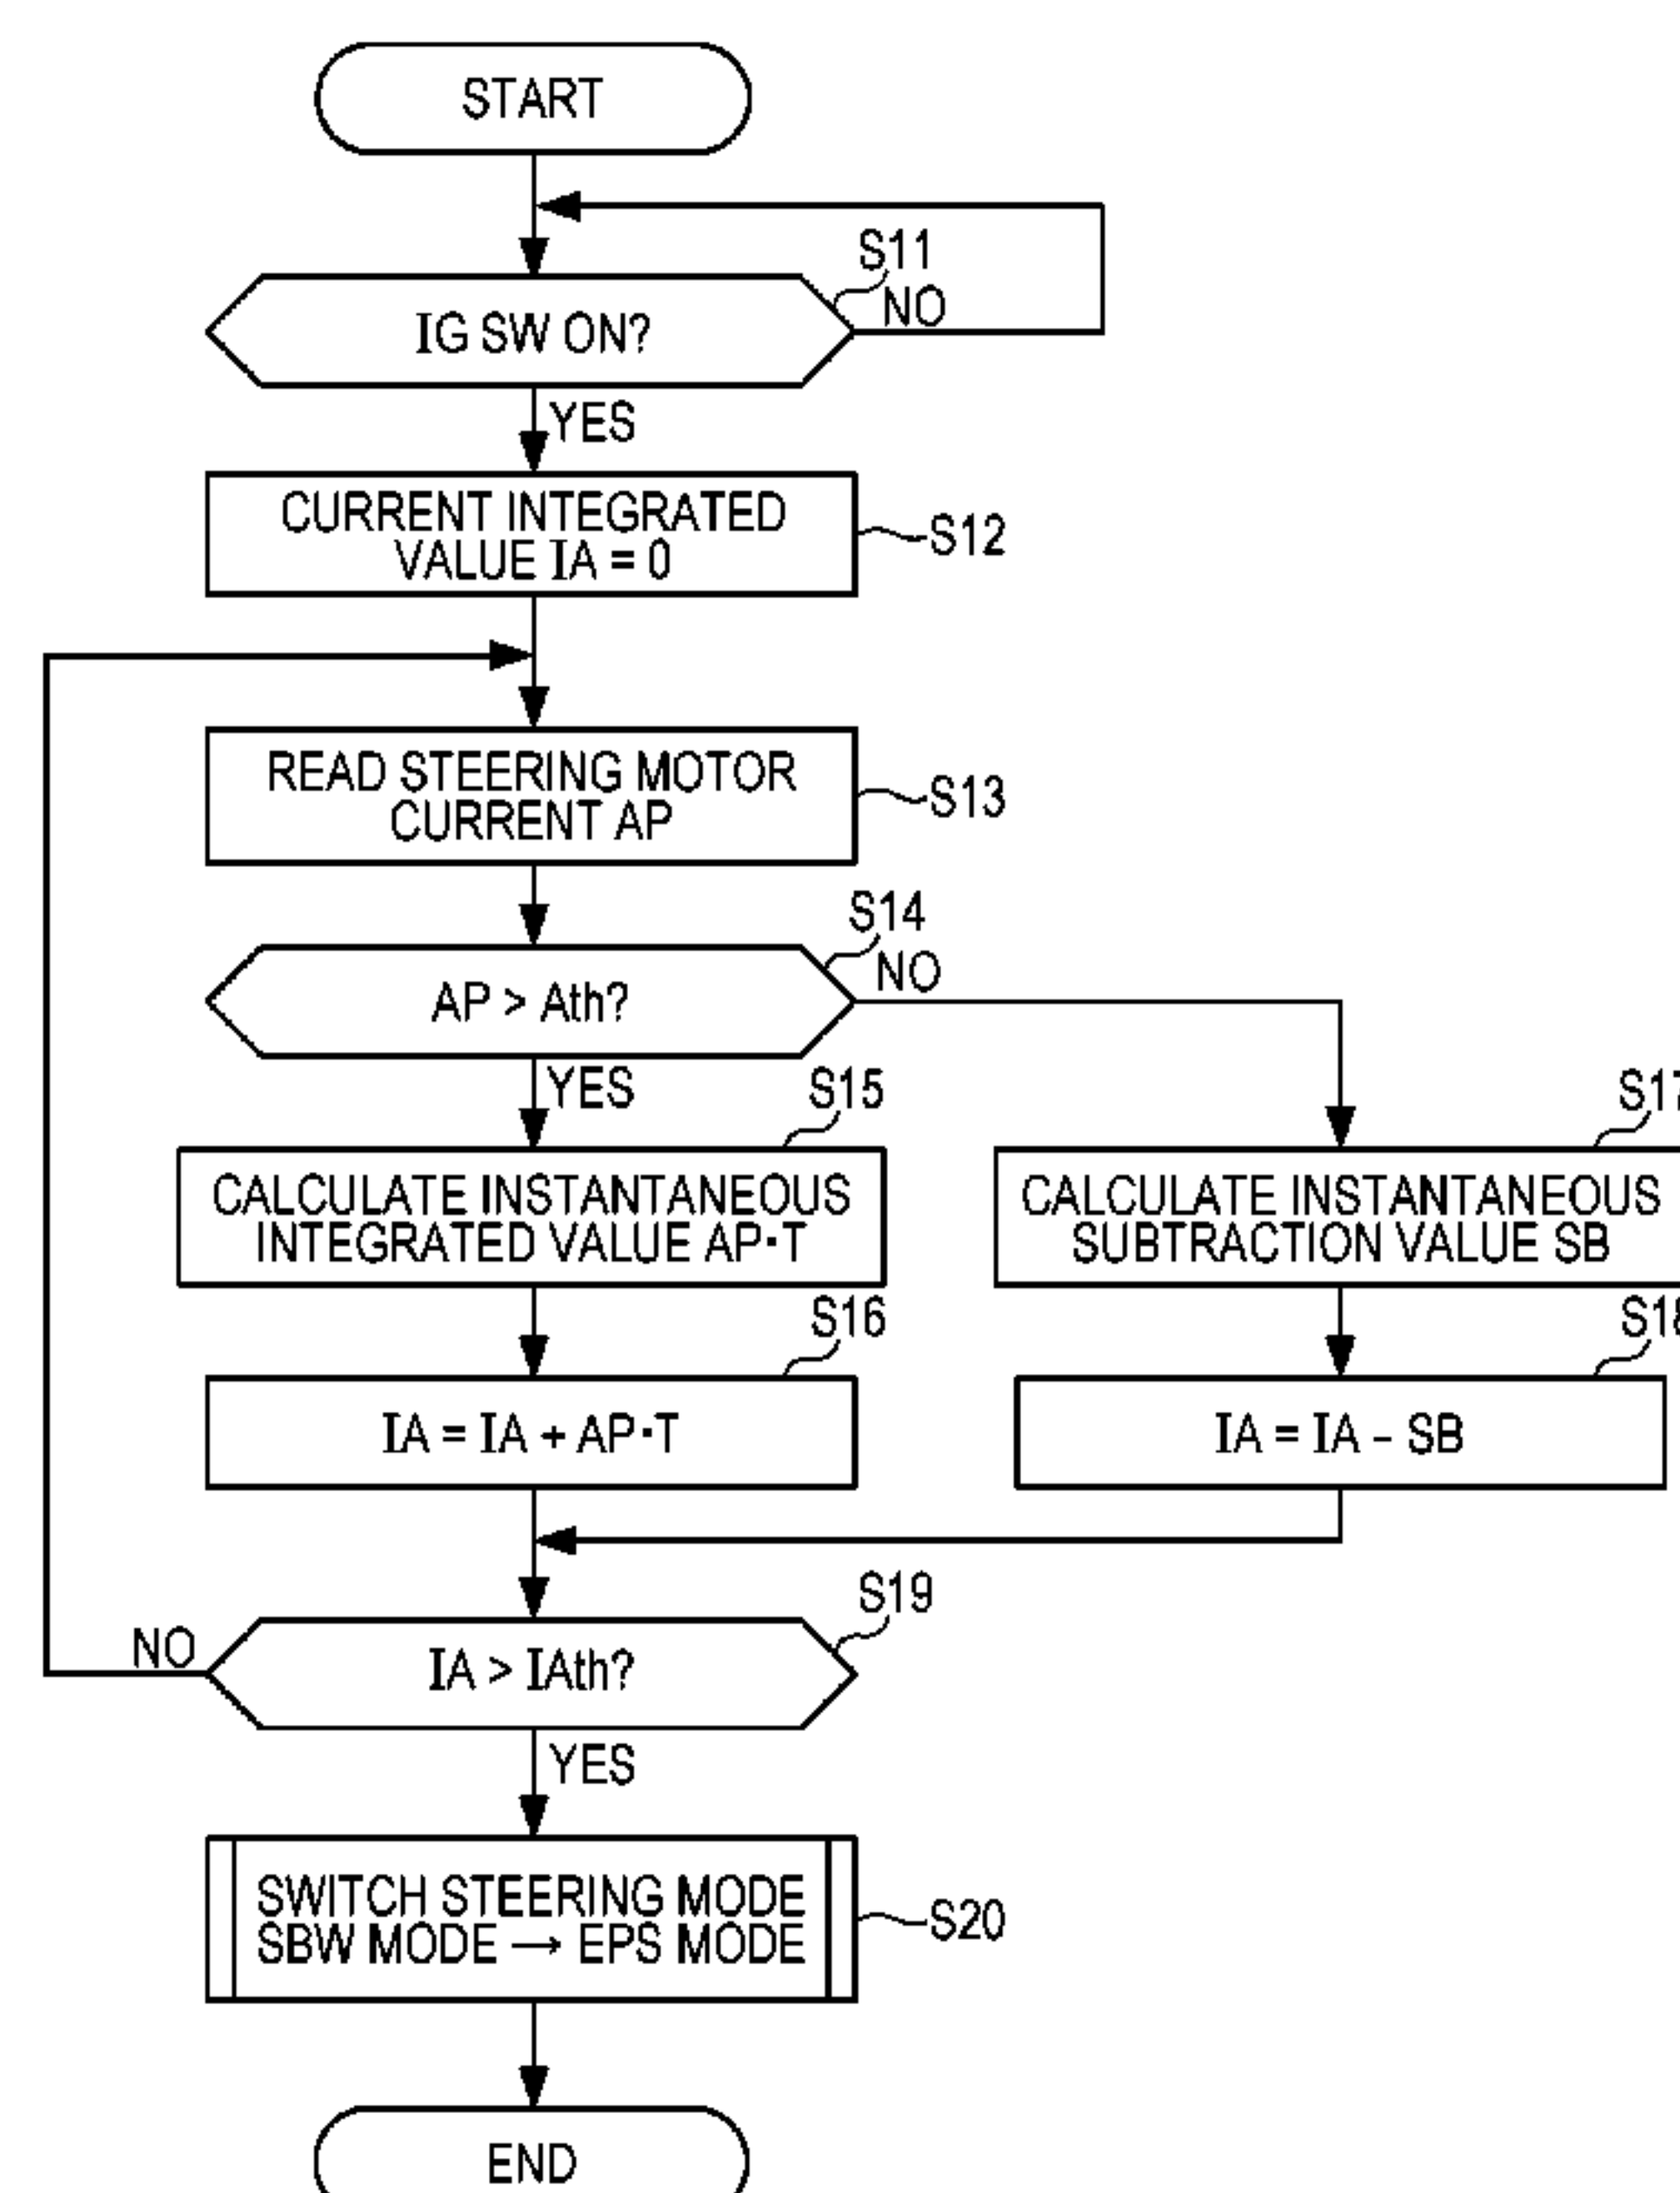 START
S11
NO
IG SW ON?
YES
CURRENT INTEGRATED
VALUE IA = 0
S12
READ STEERING MOTOR
CURRENT AP
S13
S14
NO
AP > Ath?
YES
S15
S17
CALCULATE INSTANTANEOUS
INTEGRATED VALUE AP·T
CALCULATE INSTANTANEOUS
SUBTRACTION VALUE SB
S16
S18
IA = IA + AP·T
IA = IA – SB
S19
NO
IA > IAth?
YES
SWITCH STEERING MODE
SBW MODE → EPS MODE
S20
END